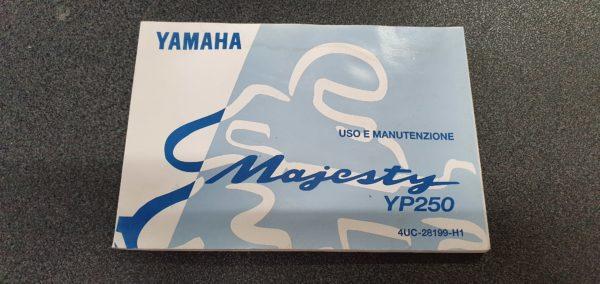 YAMAHA
USO E MANUTENZIONE
Majesty
YP250
4UC-28199-H1